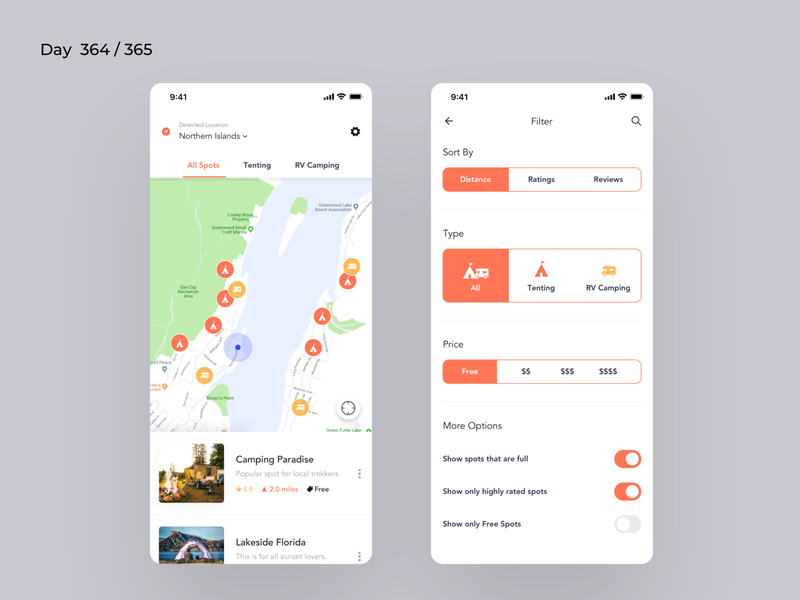 Day 364 / 365
9:41
Detected Location
Northern Islands
All Spots
Tenting
RV Camping
Greenwood Lake
Beach Association
Cooley Brook
Property
Greenwood Small
Craft Marina
San Cap
Recreation
Area
Brown's Point
Green Turtle Lake
Camping Paradise
Popular spot for local trekkers.
4.9
2.0 miles
Free
Lakeside Florida
This is for all sunset lovers.
9:41
Filter
Sort By
Distance
Ratings
Reviews
Type
All
Tenting
RV Camping
Price
Free
$$
$$$
$$$$
More Options
Show spots that are full
Show only highly rated spots
Show only Free Spots